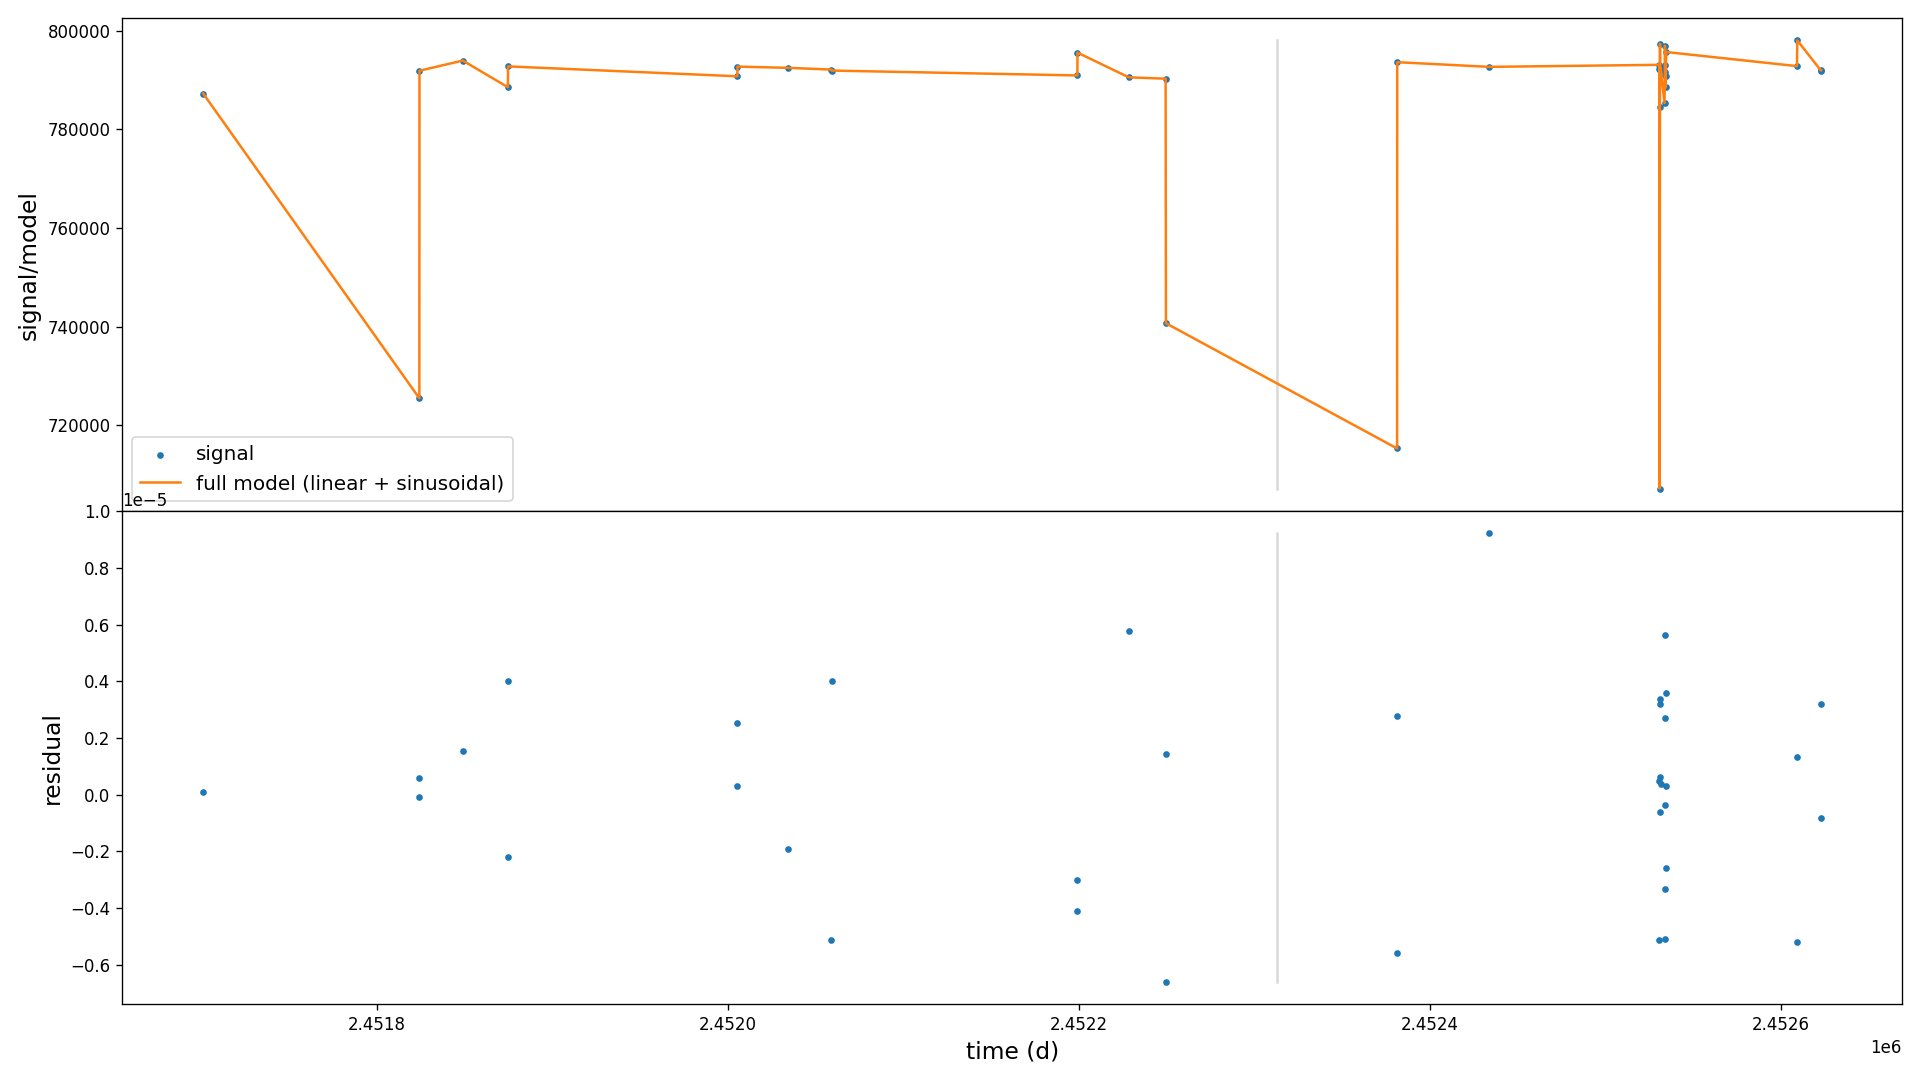 800000
780000
760000
740000
720000
signal/model
signal
full model (linear + sinusoidal)
1e−5
1.0
0.8
0.6
0.4
0.2
0.0
−0.2
−0.4
−0.6
residual
2.4518
2.4520
2.4522
2.4524
2.4526
time (d)
1e6